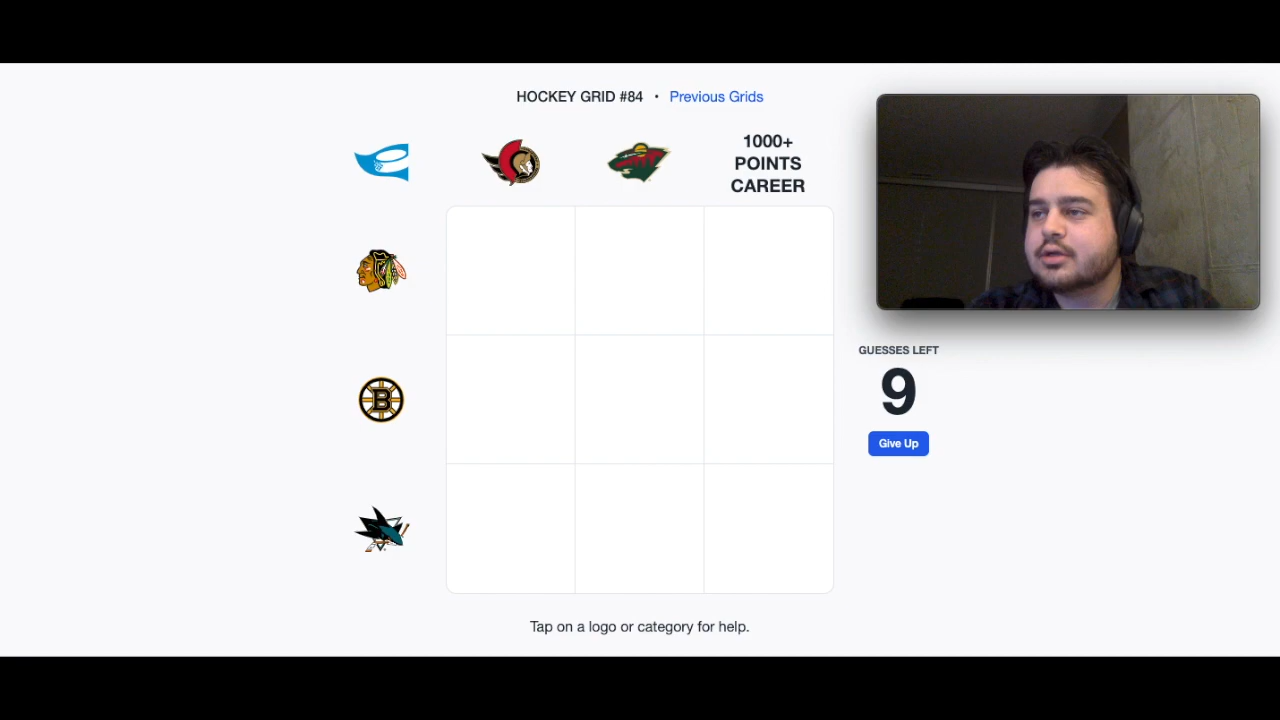 HOCKEY GRID #84 • Previous Grids
1000+
POINTS
CAREER
B
GUESSES LEFT
9
Give Up
Tap on a logo or category for help.